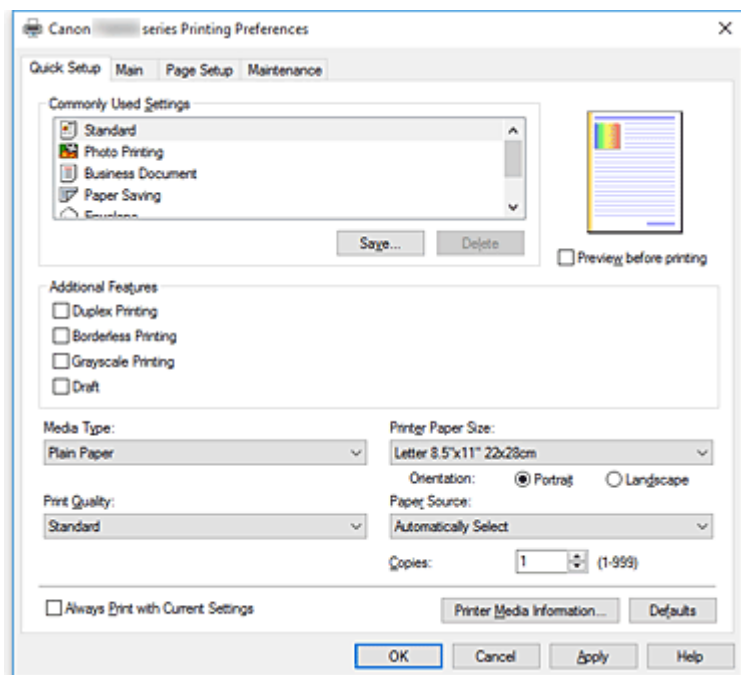 Canon series Printing Preferences
Quick Setup Main Page Setup Maintenance
Commonly Used Settings
Standard
Photo Printing
Business Document
Paper Saving
Envelope
Save... Delete
Preview before printing
Additional Features
Duplex Printing
Borderless Printing
Grayscale Printing
Draft
Media Type: Printer Paper Size:
Plain Paper Letter 8.5"x11" 22x28cm
Orientation: Portrait Landscape
Print Quality: Paper Source:
Standard Automatically Select
Copies: 1 (1-999)
Always Print with Current Settings Printer Media Information... Defaults
OK Cancel Apply Help